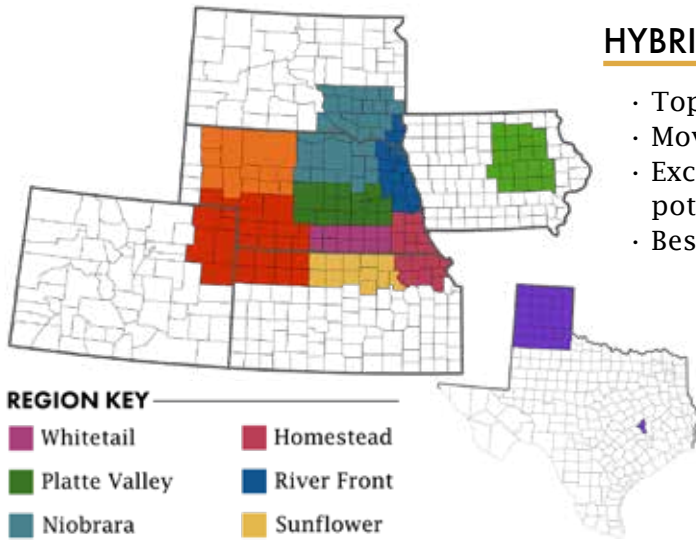 HYBRI
· Top
· Mov
· Exc
pot
· Bes
REGION KEY
Whitetail
Homestead
Platte Valley
River Front
Niobrara
Sunflower